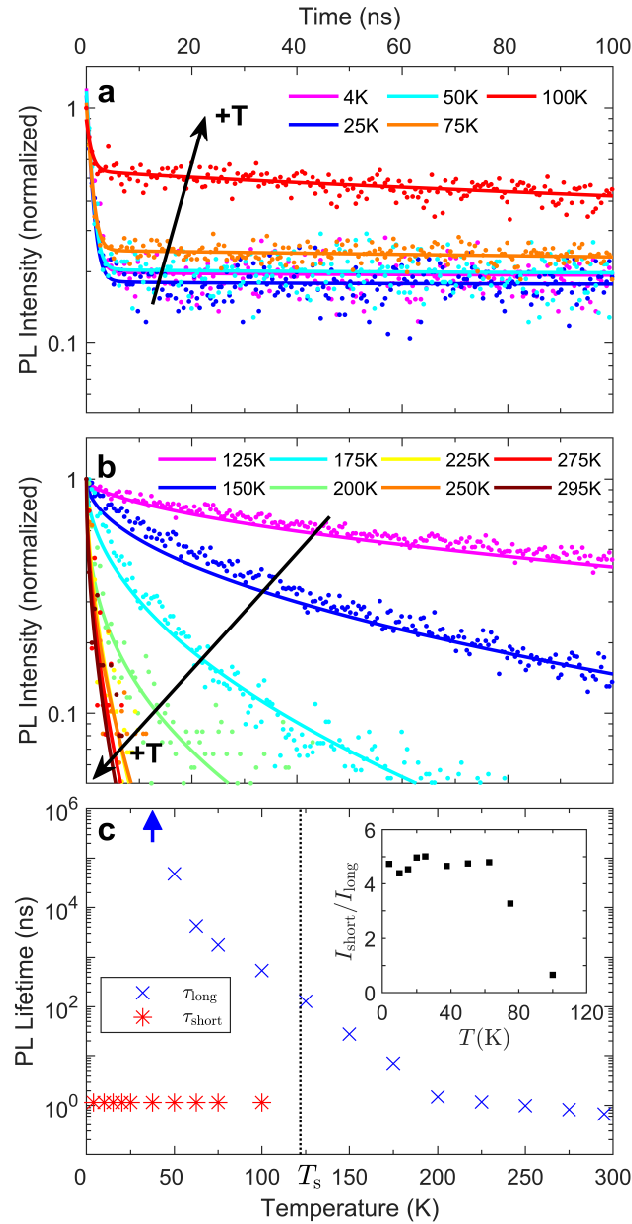 Time (ns)
0 20 40 60 80 100
a
+T
4K 50K 100K
25K 75K
1
0.1
PL Intensity (normalized)
b
125K 175K 225K 275K
150K 200K 250K 295K
1
0.1
+T
PL Intensity (normalized)
c
10^6
10^4
10^2
10^0
PL Lifetime (ns)
τ_long
τ_short
6
4
2
0
I_short/I_long
0 40 80 120
T(K)
0 50 100 T_s 150 200 250 300
Temperature (K)